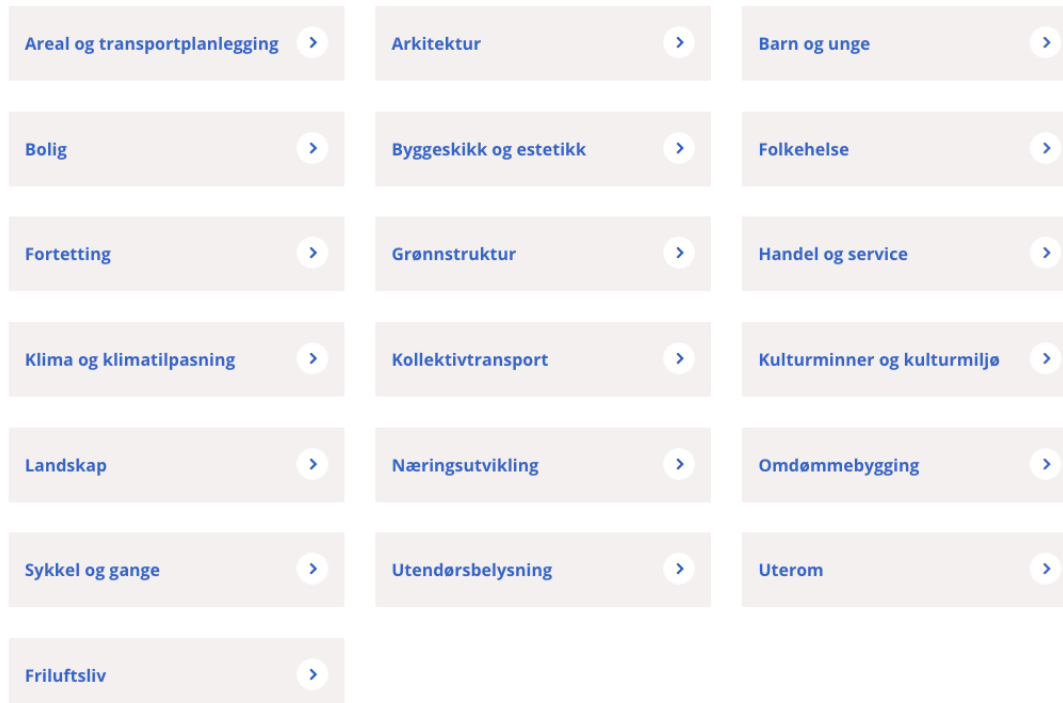 Areal og transportplanlegging
Arkitektur
Barn og unge
Bolig
Byggeskikk og estetikk
Folkehelse
Fortetting
Grønnstruktur
Handel og service
Klima og klimatilpasning
Kollektivtransport
Kulturminner og kulturmiljø
Landskap
Næringsutvikling
Omdømmebygging
Sykkel og gange
Utendørsbelysning
Uterom
Friluftsliv